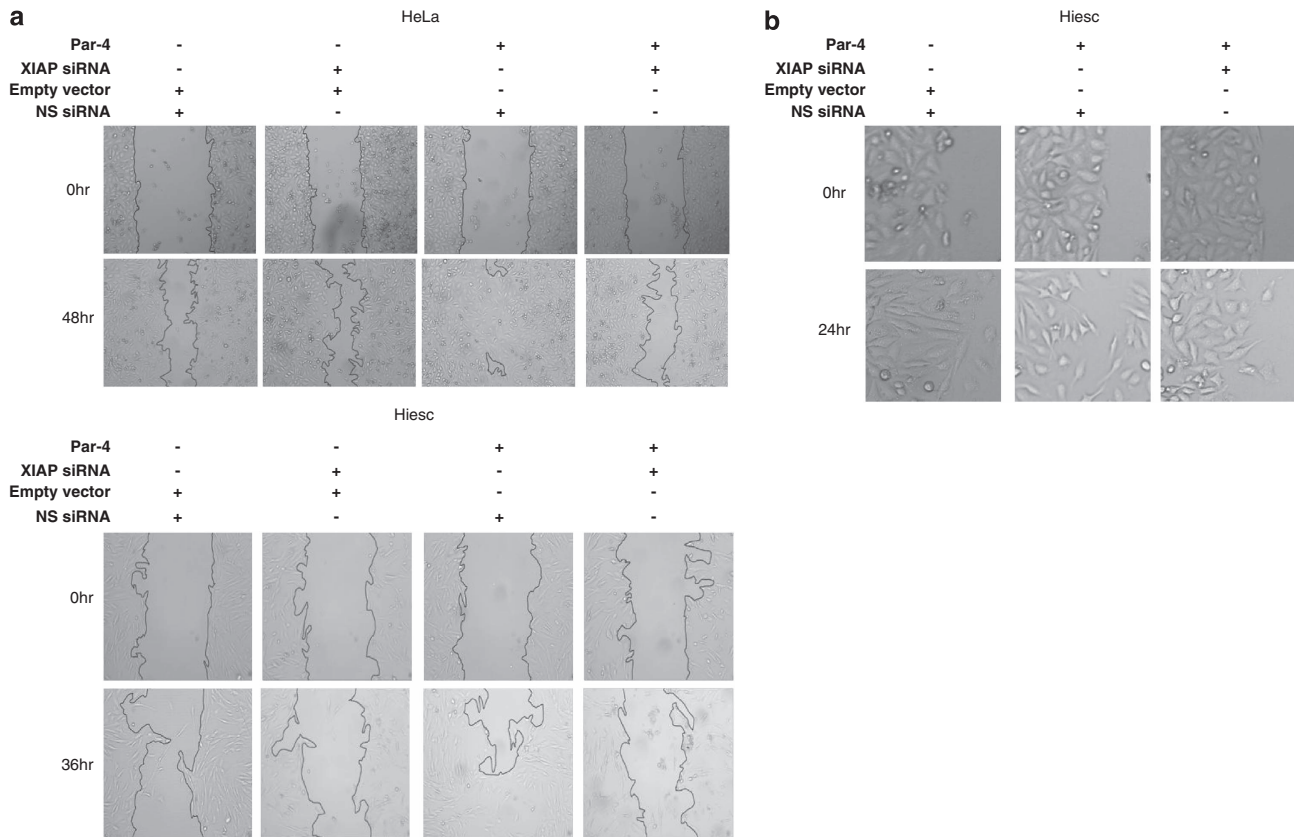 a
HeLa
Par-4 - - + +
XIAP siRNA - + - +
Empty vector + + - -
NS siRNA + - + -
0hr
48hr
Hiesc
Par-4 - - + +
XIAP siRNA - + - +
Empty vector + + - -
NS siRNA + - + -
0hr
36hr
b
Hiesc
Par-4 - + +
XIAP siRNA - - +
Empty vector + - -
NS siRNA + + -
0hr
24hr